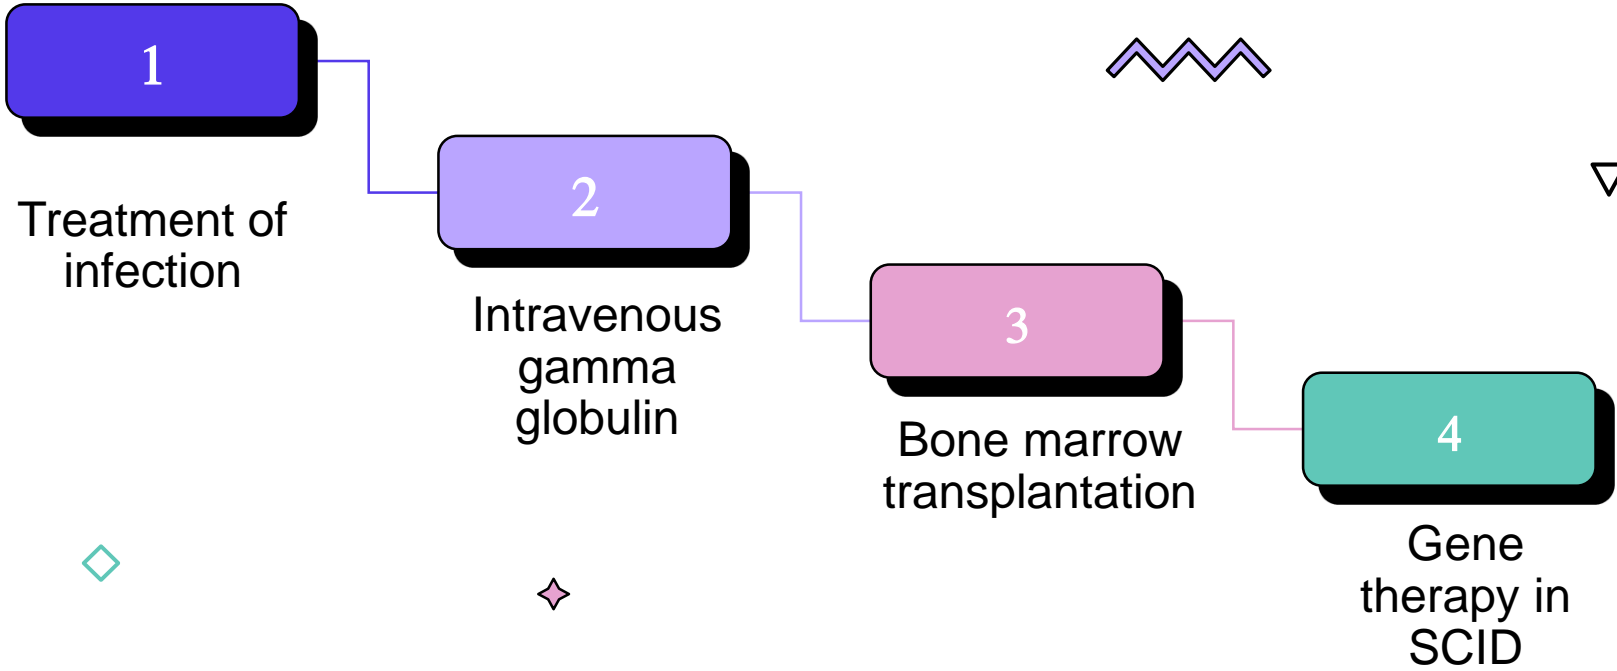 1
Treatment of
infection
2
Intravenous
gamma
globulin
3
Bone marrow
transplantation
4
Gene
therapy in
SCID